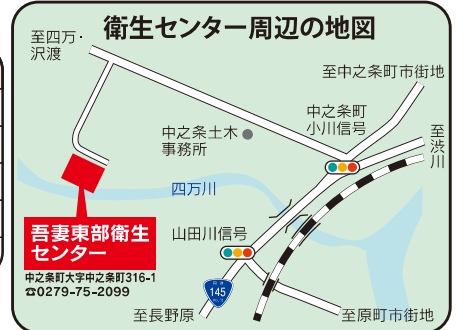 衛生センター周辺の地図
至四万・
沢渡
至中之条町市街地
中之条町
小川信号
至渋川
中之条土木
事務所
四万川
山田川信号
吾妻東部衛生
センター
中之条町大字中之条町316-1
☎0279-75-2099
145
至長野原
至原町市街地